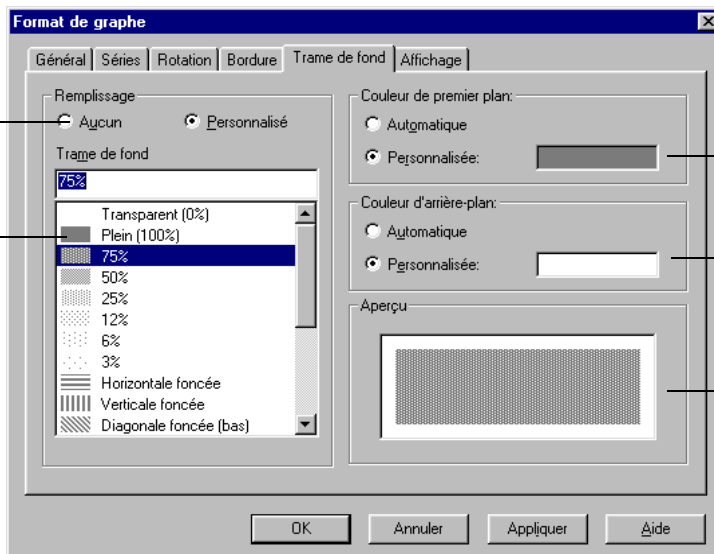 Format de graphe
Général Séries Rotation Bordure Trame de fond Affichage
Remplissage
Aucun Personnalisé
Trame de fond
75%
Transparent (0%)
Plein (100%)
75%
50%
25%
12%
6%
3%
Horizontale foncée
Verticale foncée
Diagonale foncée (bas)
Couleur de premier plan:
Automatique
Personnalisée:
Couleur d'arrière-plan:
Automatique
Personnalisée:
Aperçu
OK Annuler Appliquer Aide